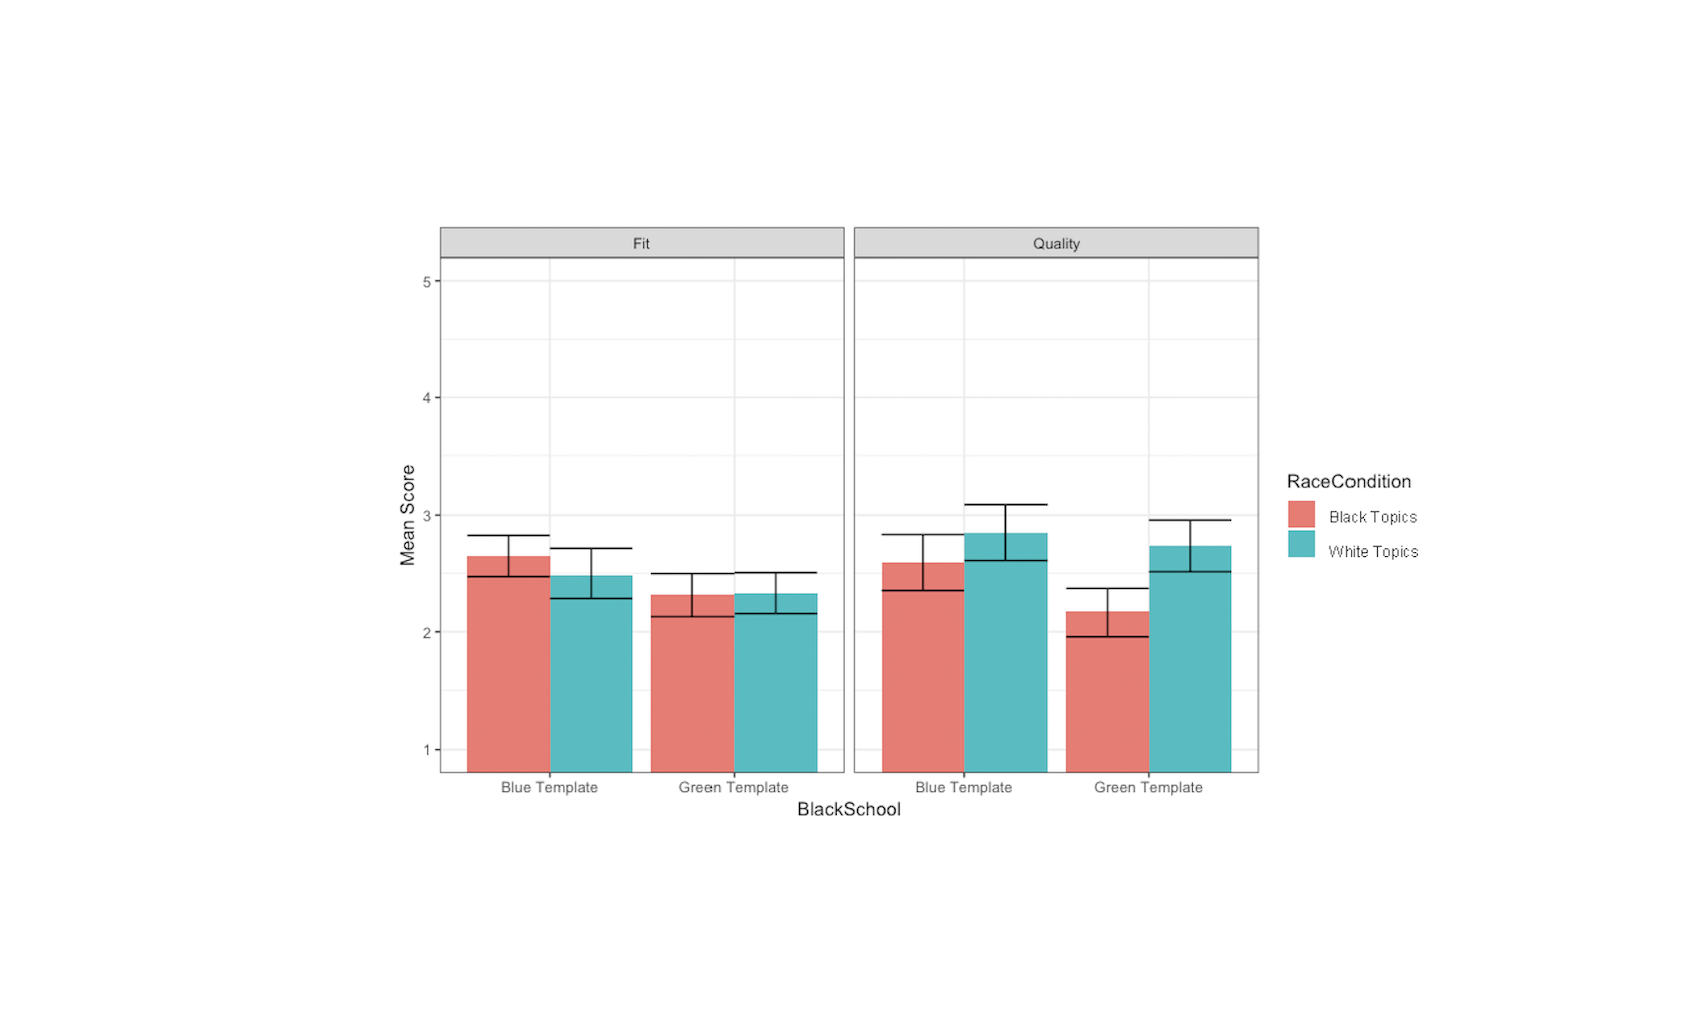 Fit
Quality
5
4
3
2
1
Mean Score
Blue Template
Green Template
Blue Template
Green Template
BlackSchool
RaceCondition
Black Topics
White Topics